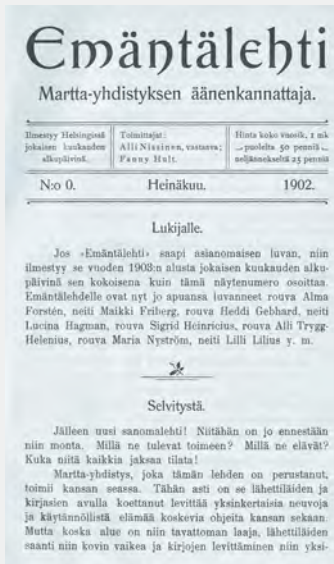 Emäntälehti
Martta-yhdistyksen äänenkannattaja.
Ilmestyy Helsingissä
jokaisen kuukauden
alkupäivinä.
Toimittajat:
Alli Nissinen, vastaava;
Fanny Hult.
Hinta koko vuosik. 1 mk
„ puolelta 50 penniä „
neljännekseltä 25 penniä
N:o 0. Heinäkuu. 1902.
Lukijalle.
Jos »Emäntälehti» saapi asianomaisen luvan, niin
ilmestyy se vuoden 1903:n alusta jokaisen kuukauden alku-
päivinä sen kokoisena kuin tämä näytenumero osoittaa.
Emäntälehdelle ovat nyt jo apuansa luvanneet rouva Alma
Forstén, neiti Maikki Friberg, rouva Heddi Gebhard, neiti
Lucina Hagman, rouva Sigrid Heinricius, rouva Alli Trygg-
Helenius, rouva Maria Nyström, neiti Lilli Lilius y. m.
Selvitystä.
Jälleen uusi sanomalehti! Niitähän on jo ennestään
niin monta. Millä ne tulevat toimeen? Millä ne elävät?
Kuka niitä kaikkia jaksaa tilata!
Martta-yhdistys, joka tämän lehden on perustanut,
toimii kansan seassa. Tähän asti on se lähettiläiden ja
kirjasien avulla koettanut levittää yksinkertaisia neuvoja
ja käytännöllistä elämää koskevia ohjeita kansan sekaan.
Mutta koska alue on niin tavattoman laaja, lähettiläiden
saanti niin kovin vaikea ja kirjojen levittäminen niin yksi-